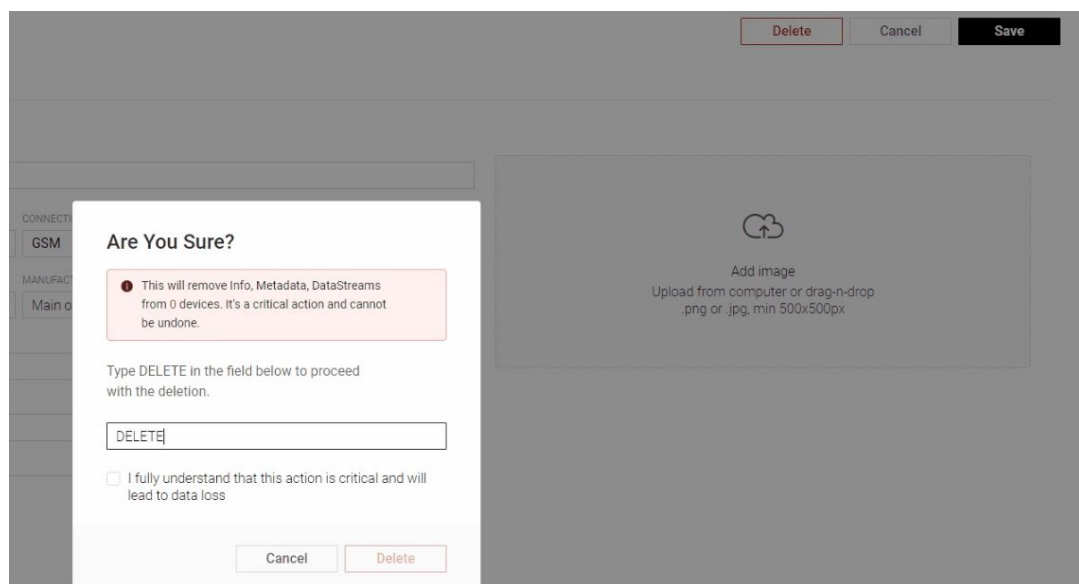 Delete Cancel Save
CONNECTI
GSM
MANUFAC
Main o
Add image
Upload from computer or drag-n-drop
.png or .jpg, min 500x500px
Are You Sure?
This will remove Info, Metadata, DataStreams
from 0 devices. It's a critical action and cannot
be undone.
Type DELETE in the field below to proceed
with the deletion.
DELETE
I fully understand that this action is critical and will
lead to data loss
Cancel Delete